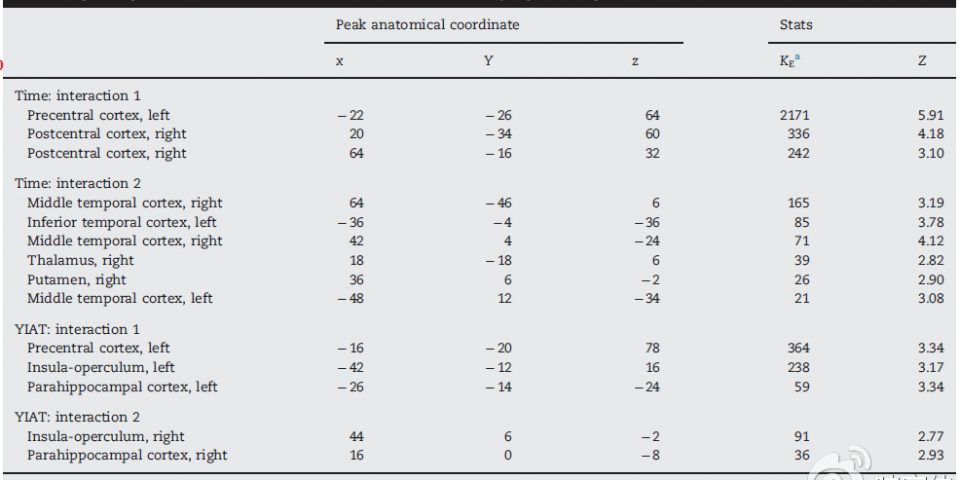 Peak anatomical coordinate Stats
x Y z KEa Z
Time: interaction 1
Precentral cortex, left −22 −26 64 2171 5.91
Postcentral cortex, right 20 −34 60 336 4.18
Postcentral cortex, right 64 −16 32 242 3.10
Time: interaction 2
Middle temporal cortex, right 64 −46 6 165 3.19
Inferior temporal cortex, left −36 −4 −36 85 3.78
Middle temporal cortex, right 42 4 −24 71 4.12
Thalamus, right 18 −18 6 39 2.82
Putamen, right 36 6 −2 26 2.90
Middle temporal cortex, left −48 12 −34 21 3.08
YIAT: interaction 1
Precentral cortex, left −16 −20 78 364 3.34
Insula-operculum, left −42 −12 16 238 3.17
Parahippocampal cortex, left −26 −14 −24 59 3.34
YIAT: interaction 2
Insula-operculum, right 44 6 −2 91 2.77
Parahippocampal cortex, right 16 0 −8 36 2.93